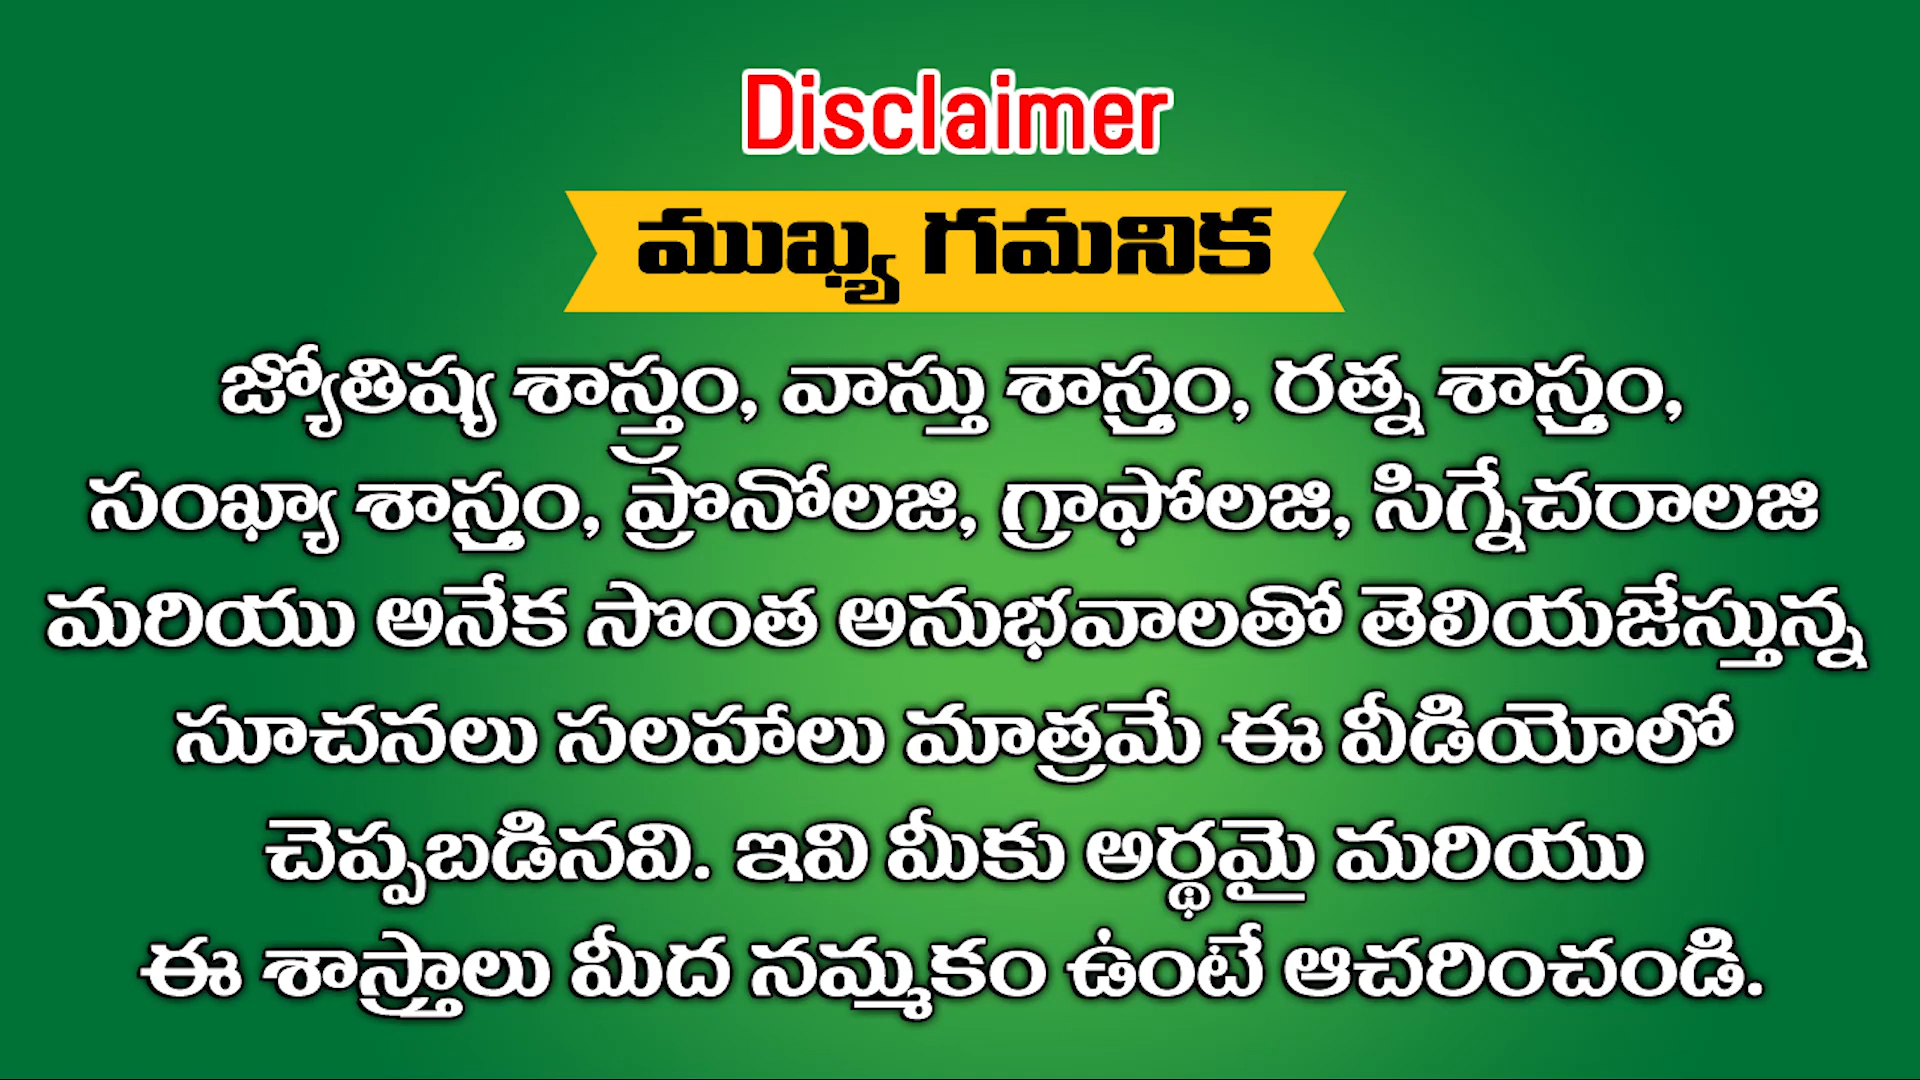 Disclaimer
ముఖ్య గమనిక
జ్యోతిష్య శాస్త్రం, వాస్తు శాస్త్రం, రత్న శాస్త్రం,
సంఖ్యా శాస్త్రం, ప్రొనోలజి, గ్రాఫోలజి, సిగ్నేచరాలజి
మరియు అనేక సొంత అనుభవాలతో తెలియజేస్తున్న
సూచనలు సలహాలు మాత్రమే ఈ వీడియోలో
చెప్పబడినవి. ఇవి మీకు అర్థమై మరియు
ఈ శాస్త్రాలు మీద నమ్మకం ఉంటే ఆచరించండి.